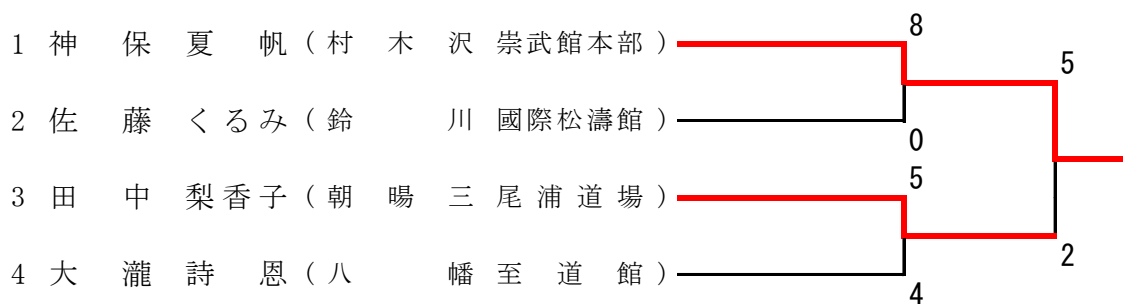 1 神保夏帆（村木沢 崇武館本部） 8
5
2 佐藤くるみ（鈴川 國際松濤館） 0
3 田中梨香子（朝暘三 尾浦道場） 5
2
4 大瀧詩恩（八幡 至道館） 4